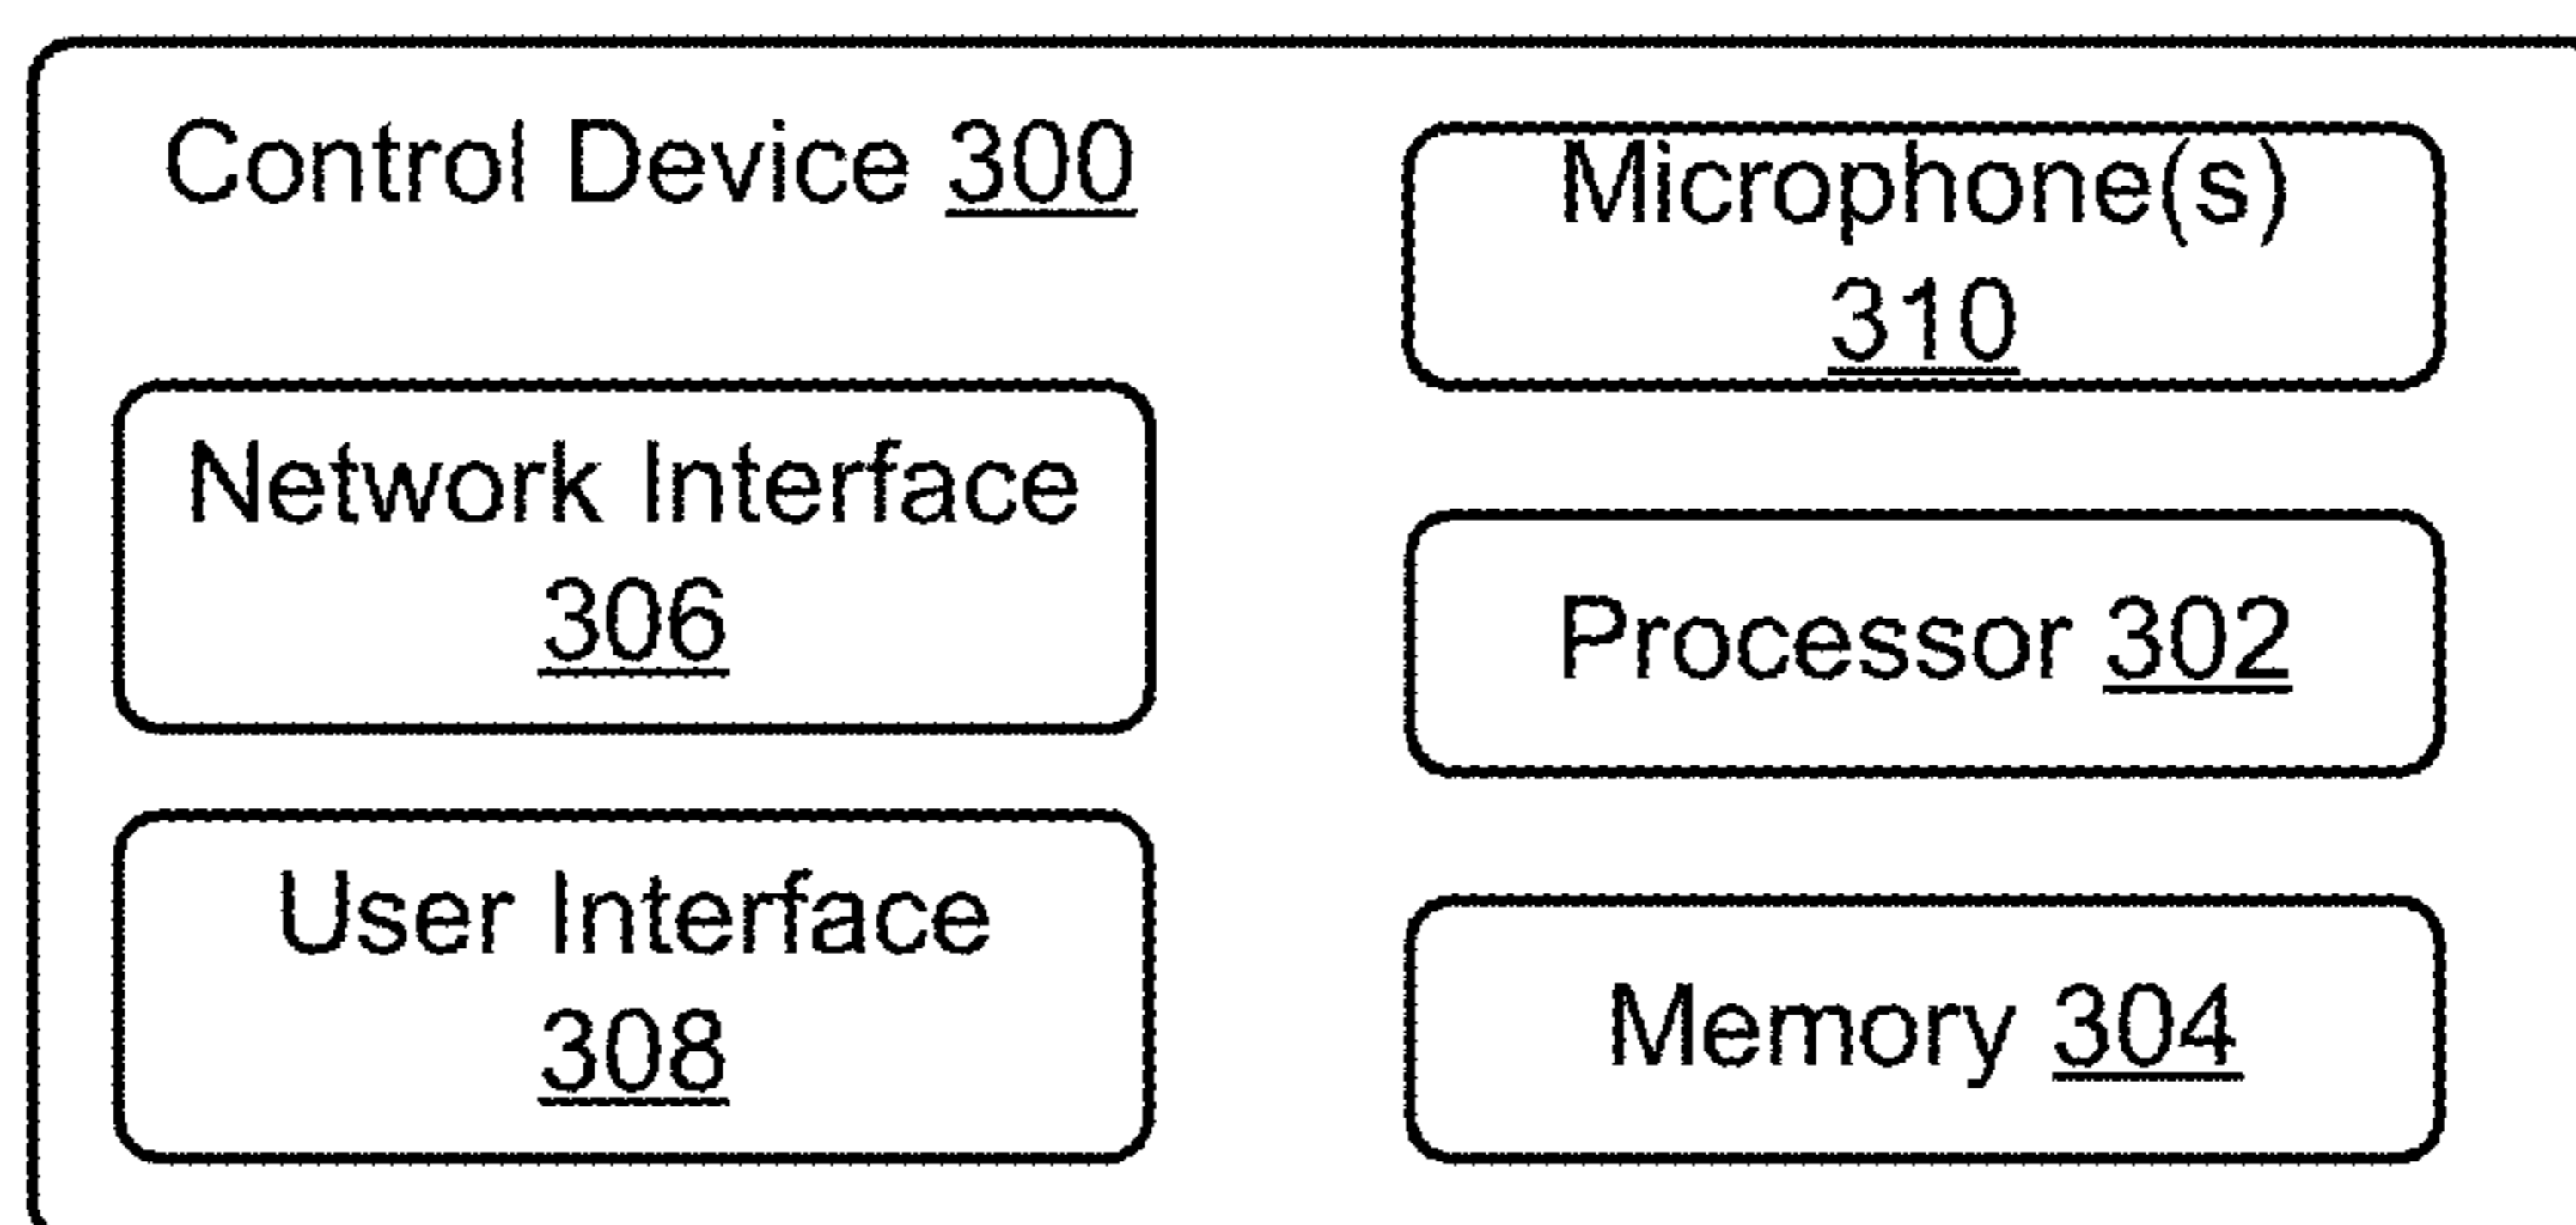 Control Device 300
Network Interface
306
User Interface
308
Microphone(s)
310
Processor 302
Memory 304